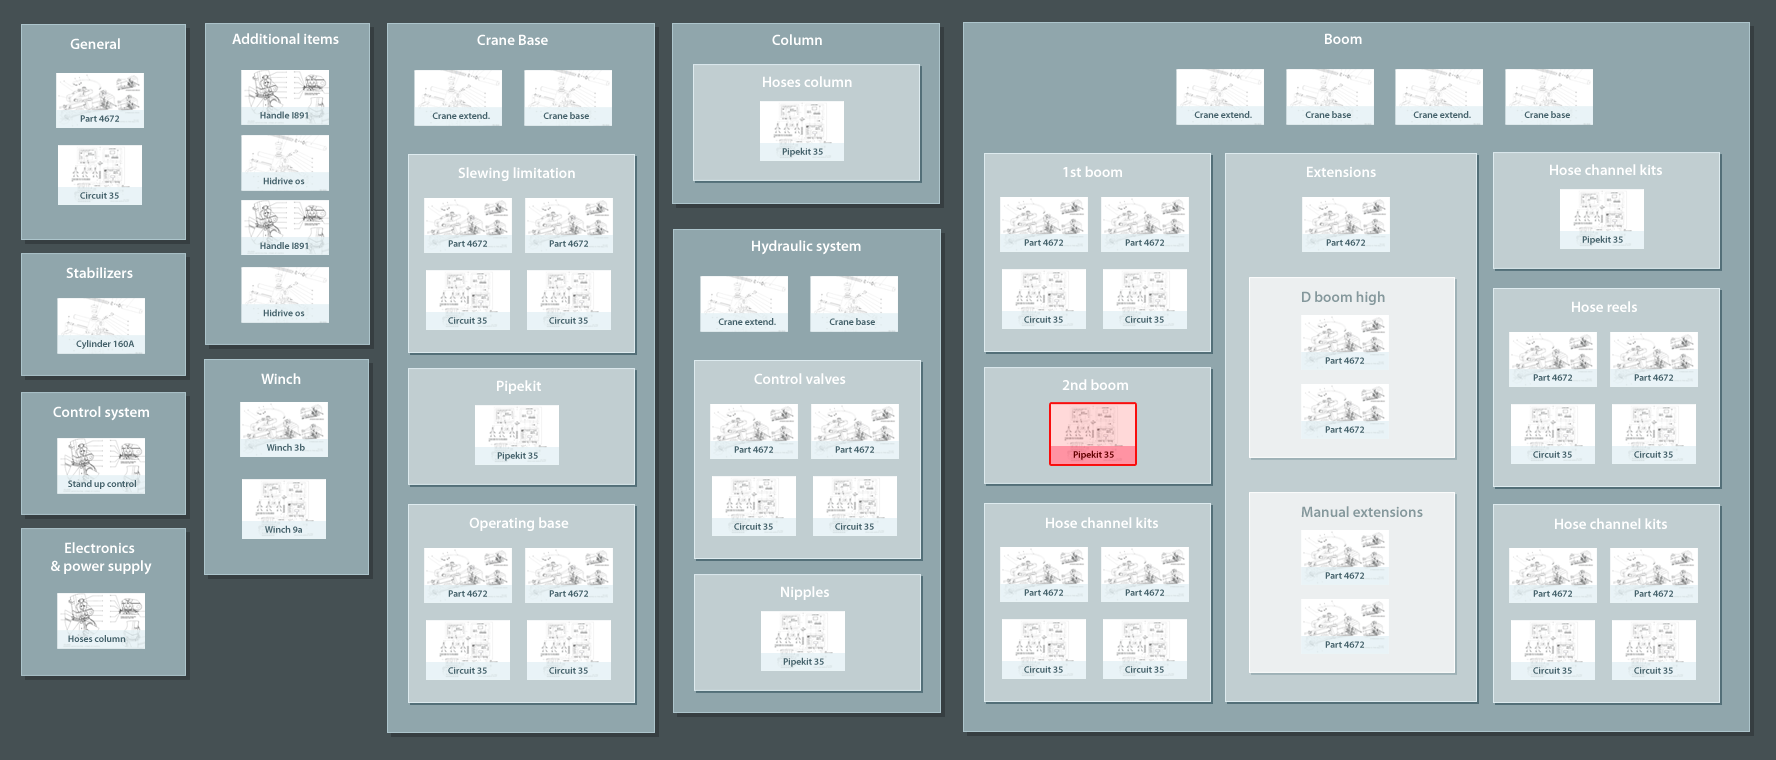 General
Part 4672
Circuit 35
Stabilizers
Cylinder 160A
Control system
Stand up control
Electronics
& power supply
Hoses column
Additional items
Handle I891
Hidrive os
Handle I891
Hidrive os
Winch
Winch 3b
Winch 9a
Crane Base
Crane extend.
Crane base
Slewing limitation
Part 4672
Part 4672
Circuit 35
Circuit 35
Pipekit
Pipekit 35
Operating base
Part 4672
Part 4672
Circuit 35
Circuit 35
Column
Hoses column
Pipekit 35
Hydraulic system
Crane extend.
Crane base
Control valves
Part 4672
Part 4672
Circuit 35
Circuit 35
Nipples
Pipekit 35
Boom
Crane extend.
Crane base
Crane extend.
Crane base
1st boom
Part 4672
Part 4672
Circuit 35
Circuit 35
2nd boom
Pipekit 35
Hose channel kits
Part 4672
Part 4672
Circuit 35
Circuit 35
Extensions
Part 4672
D boom high
Part 4672
Part 4672
Manual extensions
Part 4672
Part 4672
Hose channel kits
Pipekit 35
Hose reels
Part 4672
Part 4672
Circuit 35
Circuit 35
Hose channel kits
Part 4672
Part 4672
Circuit 35
Circuit 35